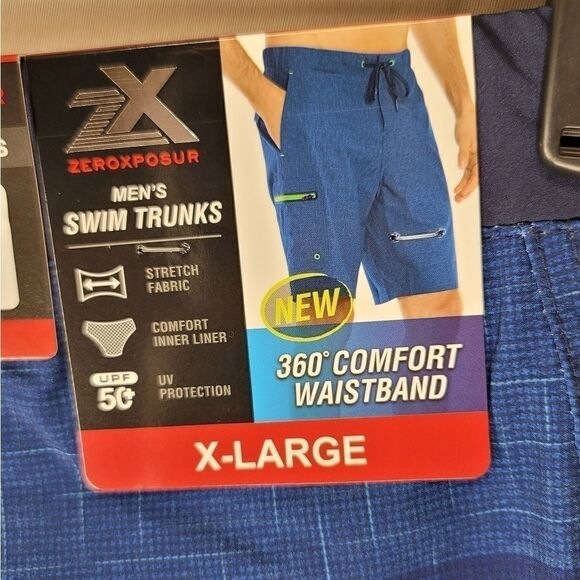 ZX
ZEROXPOSUR
MEN'S
SWIM TRUNKS
STRETCH
FABRIC
COMFORT
INNER LINER
UPF
50+
UV
PROTECTION
NEW
360° COMFORT
WAISTBAND
X-LARGE
R
S